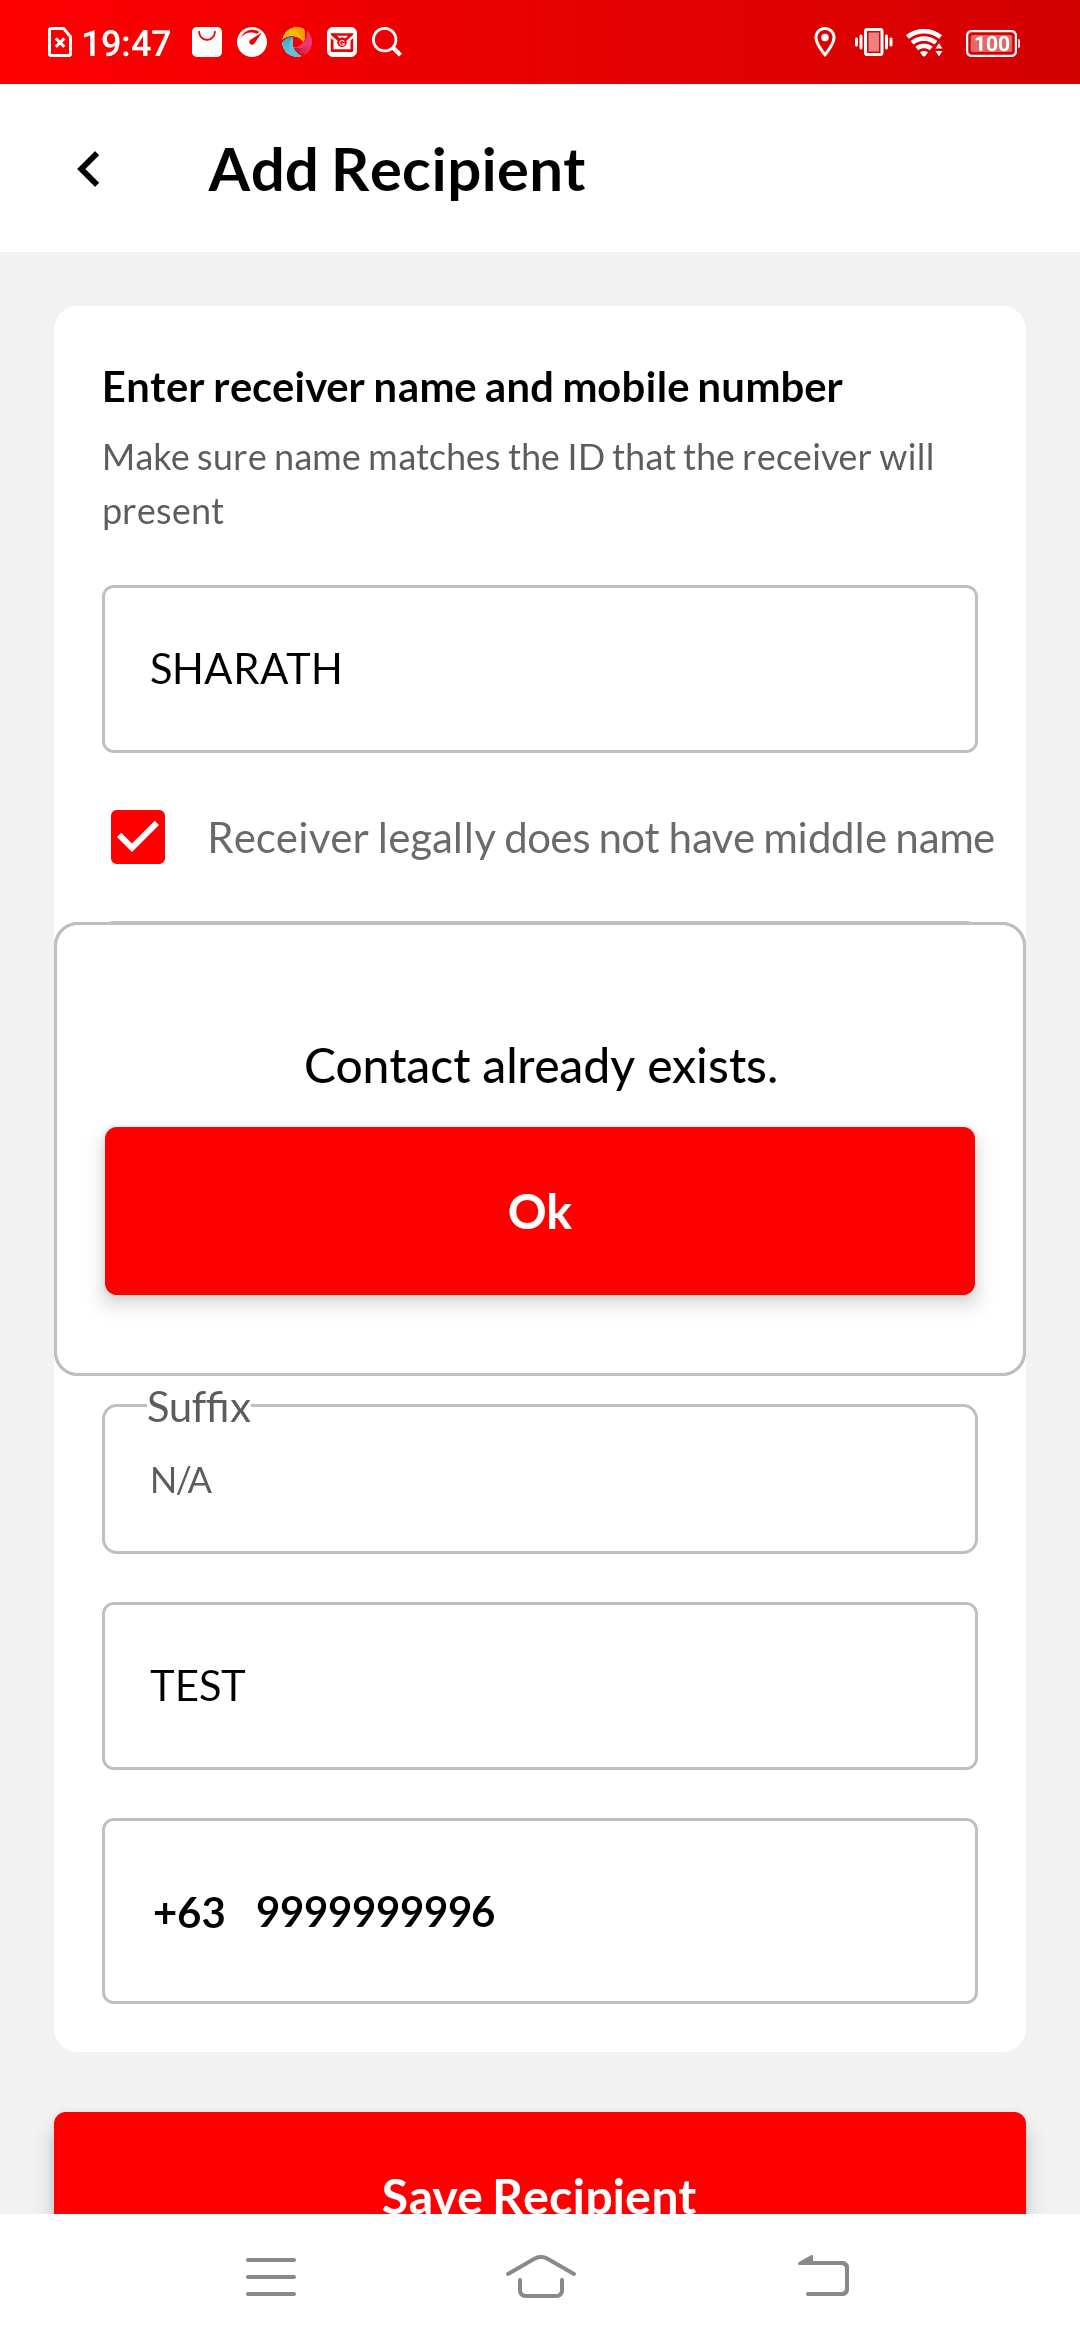 19:47
100
Add Recipient
Enter receiver name and mobile number
Make sure name matches the ID that the receiver will
present
SHARATH
Receiver legally does not have middle name
Contact already exists.
Ok
Suffix
N/A
TEST
+63 9999999996
Save Recipient